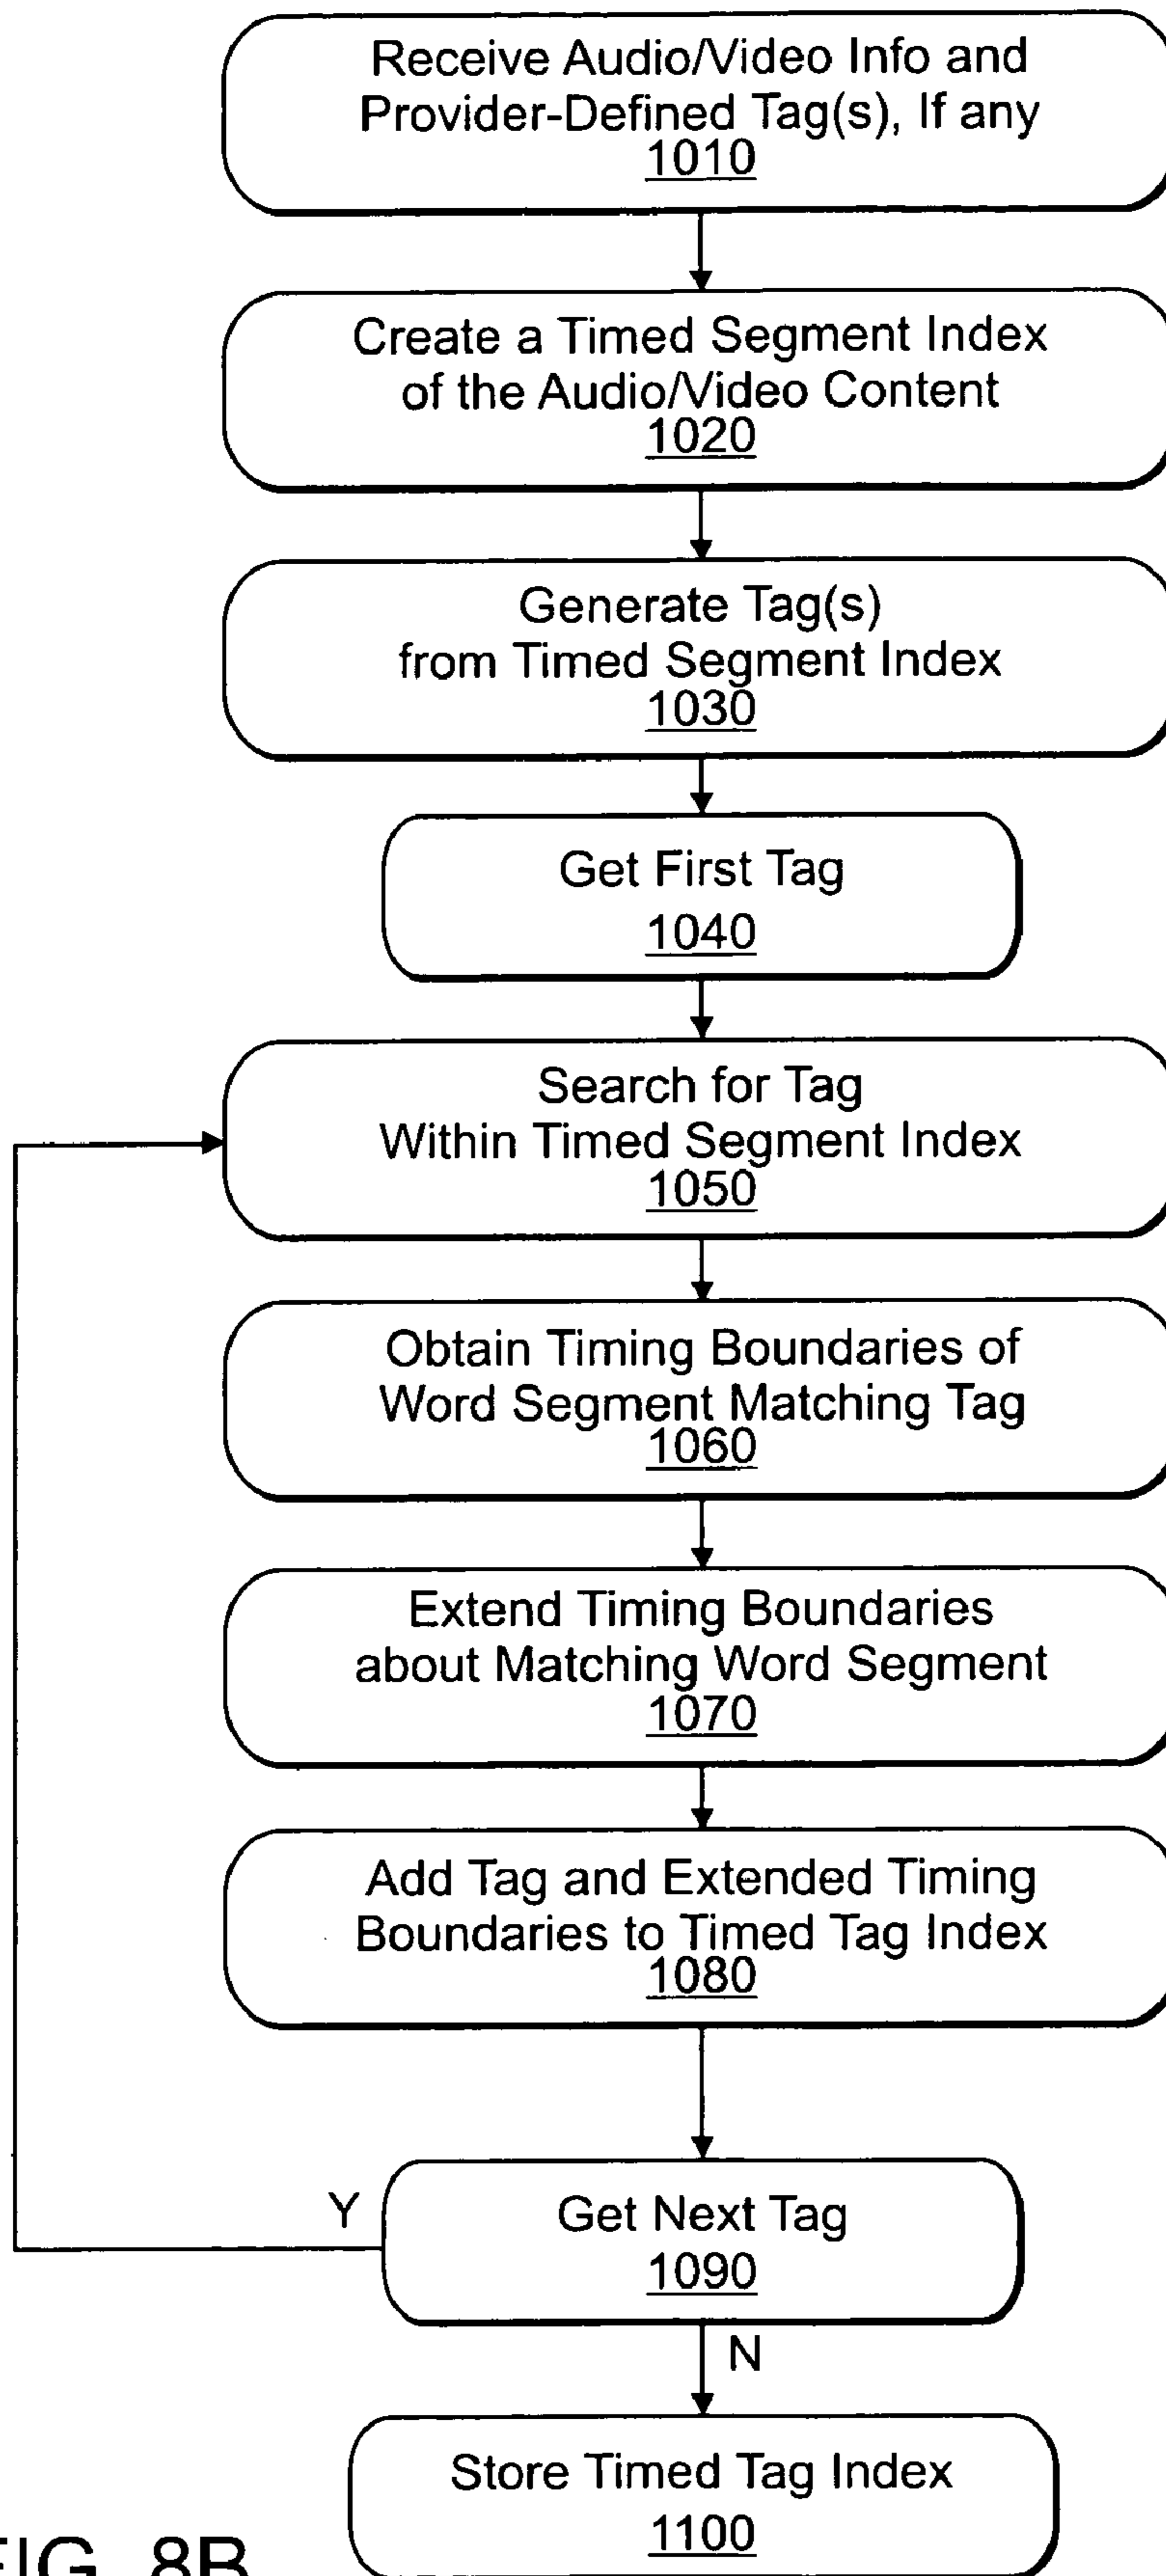 Receive Audio/Video Info and
Provider-Defined Tag(s), If any
1010
Create a Timed Segment Index
of the Audio/Video Content
1020
Generate Tag(s)
from Timed Segment Index
1030
Get First Tag
1040
Search for Tag
Within Timed Segment Index
1050
Obtain Timing Boundaries of
Word Segment Matching Tag
1060
Extend Timing Boundaries
about Matching Word Segment
1070
Add Tag and Extended Timing
Boundaries to Timed Tag Index
1080
Y
Get Next Tag
1090
N
Store Timed Tag Index
1100
FIG. 8B